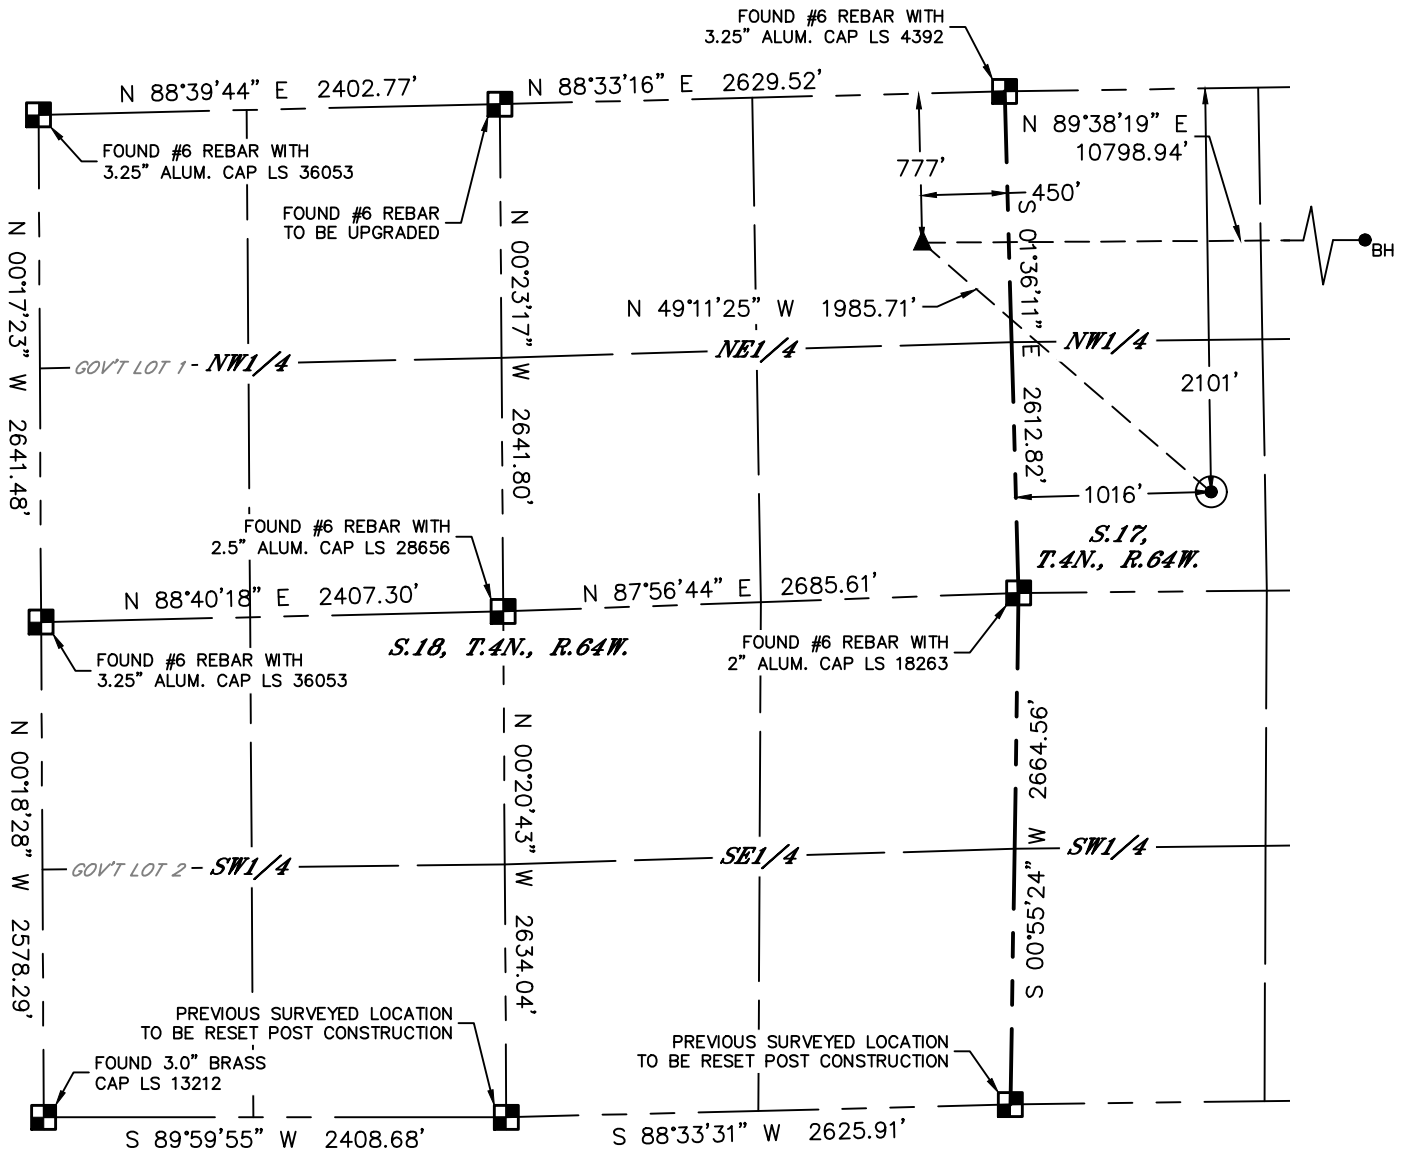 FOUND #6 REBAR WITH
3.25" ALUM. CAP LS 4392
N 88°39'44" E 2402.77'
N 88°33'16" E 2629.52'
N 89°38'19" E
10798.94'
FOUND #6 REBAR WITH
3.25" ALUM. CAP LS 36053
777'
450'
FOUND #6 REBAR
TO BE UPGRADED
BH
N 00°17'23" W 2641.48'
N 00°23'17" W 2641.80'
S 01°36'11" E 2612.82'
N 49°11'25" W 1985.71'
GOV'T LOT 1
NW1/4
NE1/4
NW1/4
2101'
1016'
FOUND #6 REBAR WITH
2.5" ALUM. CAP LS 28656
S.17,
T.4N., R.64W.
N 88°40'18" E 2407.30'
N 87°56'44" E 2685.61'
S.18, T.4N., R.64W.
FOUND #6 REBAR WITH
2" ALUM. CAP LS 18263
FOUND #6 REBAR WITH
3.25" ALUM. CAP LS 36053
N 00°18'28" W 2578.29'
N 00°20'43" W 2634.04'
S 00°55'24" W 2664.56'
GOV'T LOT 2
SW1/4
SE1/4
SW1/4
PREVIOUS SURVEYED LOCATION
TO BE RESET POST CONSTRUCTION
PREVIOUS SURVEYED LOCATION
TO BE RESET POST CONSTRUCTION
FOUND 3.0" BRASS
CAP LS 13212
S 89°59'55" W 2408.68'
S 88°33'31" W 2625.91'